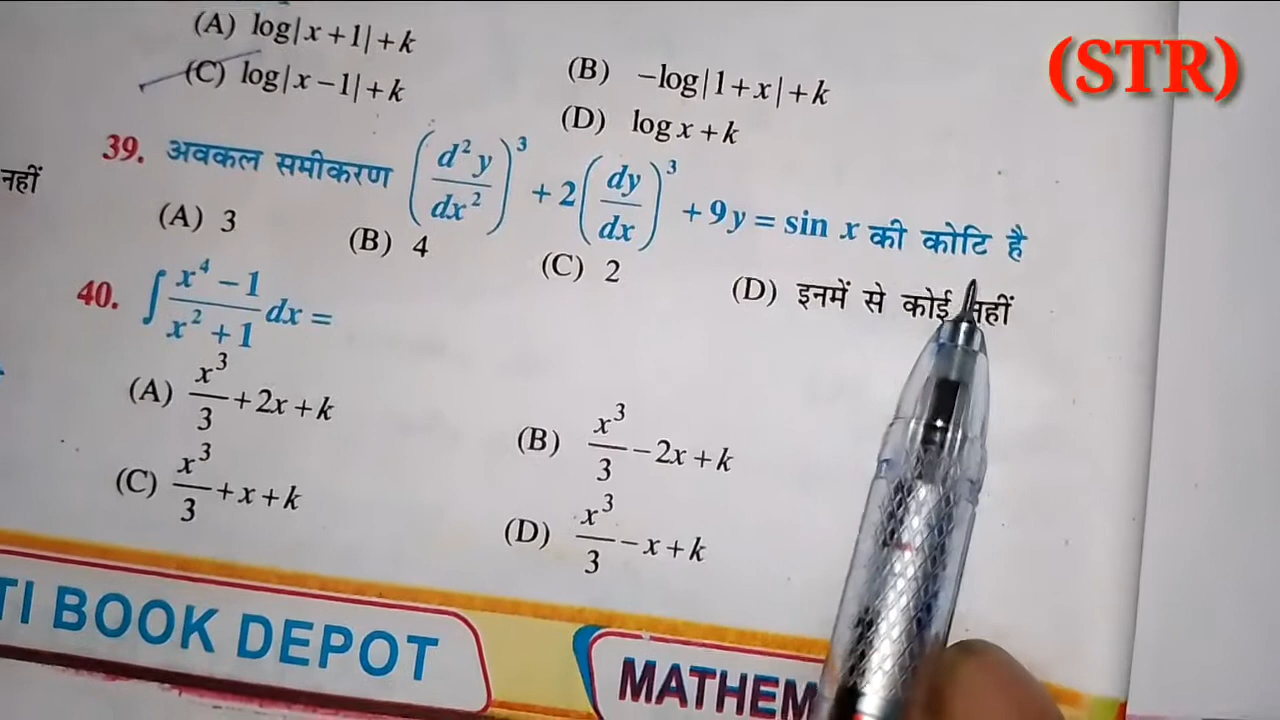 (STR)
(A) log|x+1|+k
(B) −log|1+x|+k
(C) log|x−1|+k
(D) log x+k
नहीं
39. अवकल समीकरण (d²y/dx²)³ + 2(dy/dx)³ + 9y = sin x की कोटि है
(A) 3 (B) 4 (C) 2 (D) इनमें से कोई नहीं
40. ∫ (x⁴−1)/(x²+1) dx =
(A) x³/3 + 2x + k
(B) x³/3 − 2x + k
(C) x³/3 + x + k
(D) x³/3 − x + k
TI BOOK DEPOT
MATHEM